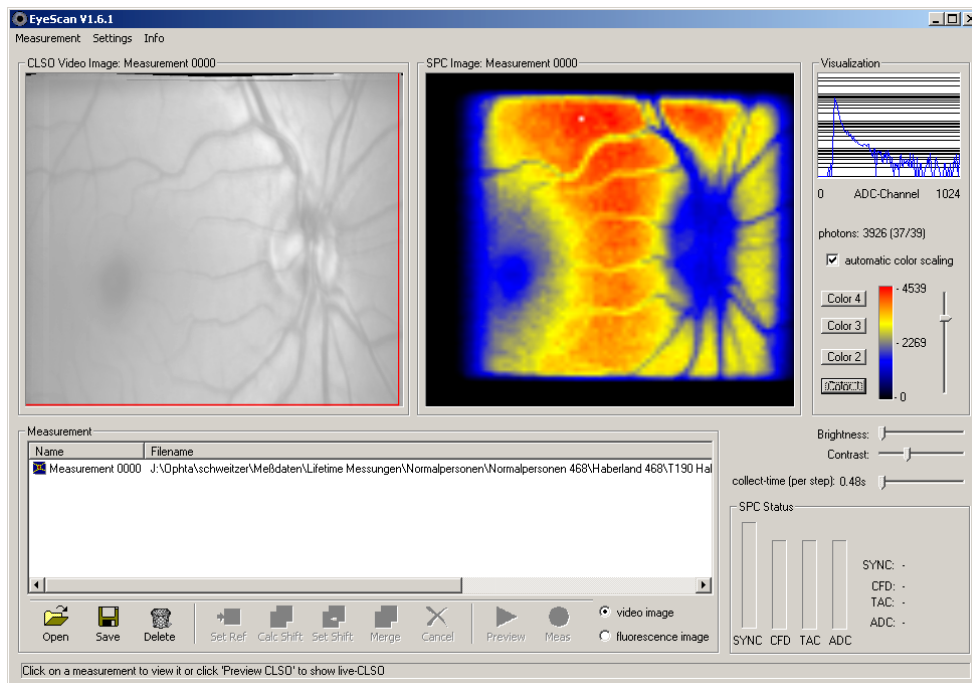 EyeScan V1.6.1
Measurement Settings Info
CLSO Video Image: Measurement 0000
SPC Image: Measurement 0000
Visualization
0 ADC-Channel 1024
photons: 3926 (37/39)
automatic color scaling
Color 4
Color 3
Color 2
Color 1
- 4539
- 2269
- 0
Measurement
Name Filename
Measurement 0000 J:\Ophta\schweitzer\Meßdaten\Lifetime Messungen\Normalpersonen\Normalpersonen 468\Haberland 468\T190 Hal
Brightness:
Contrast:
collect-time (per step): 0.48s
SPC Status
SYNC: -
CFD: -
TAC: -
ADC: -
SYNC CFD TAC ADC
Open Save Delete Set Ref Calc Shift Set Shift Merge Cancel Preview Meas
video image
fluorescence image
Click on a measurement to view it or click 'Preview CLSO' to show live-CLSO